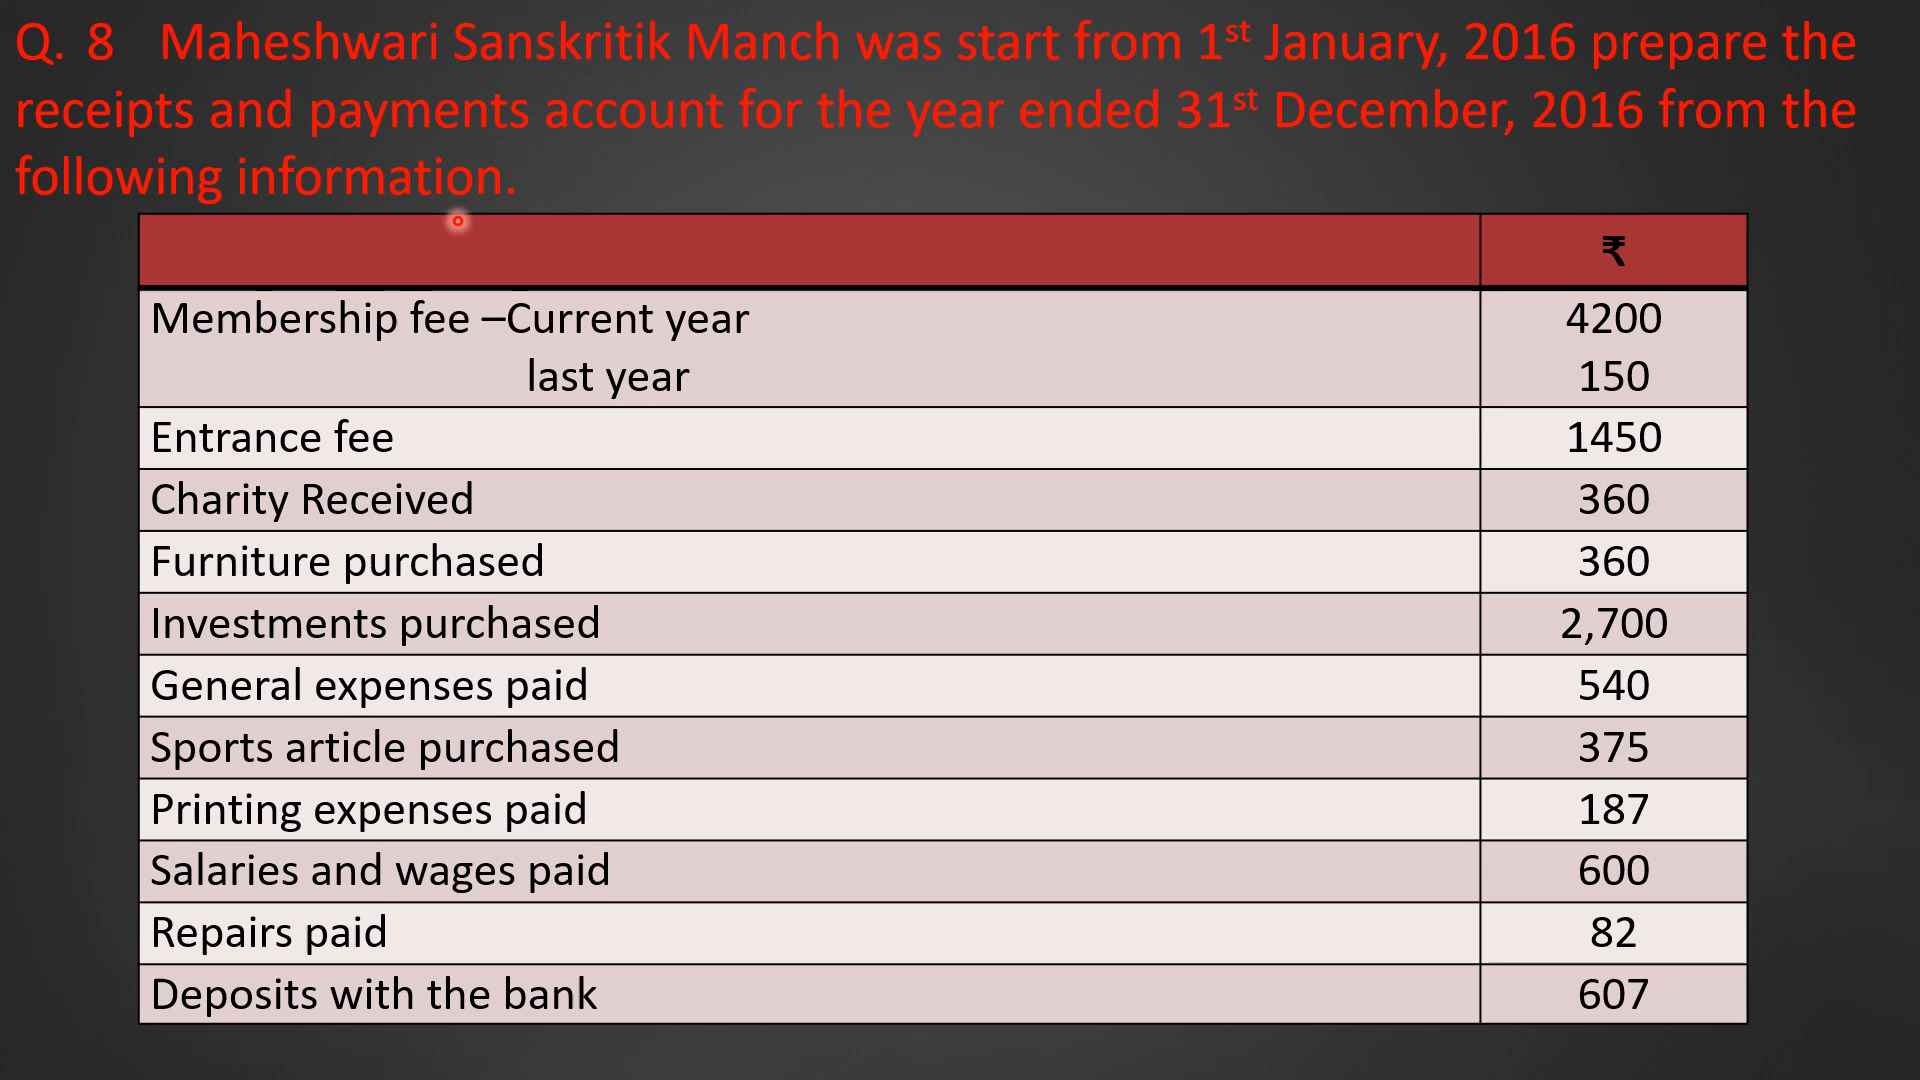 Q. 8 Maheshwari Sanskritik Manch was start from 1st January, 2016 prepare the
receipts and payments account for the year ended 31st December, 2016 from the
following information.
₹
Membership fee –Current year 4200
last year 150
Entrance fee 1450
Charity Received 360
Furniture purchased 360
Investments purchased 2,700
General expenses paid 540
Sports article purchased 375
Printing expenses paid 187
Salaries and wages paid 600
Repairs paid 82
Deposits with the bank 607